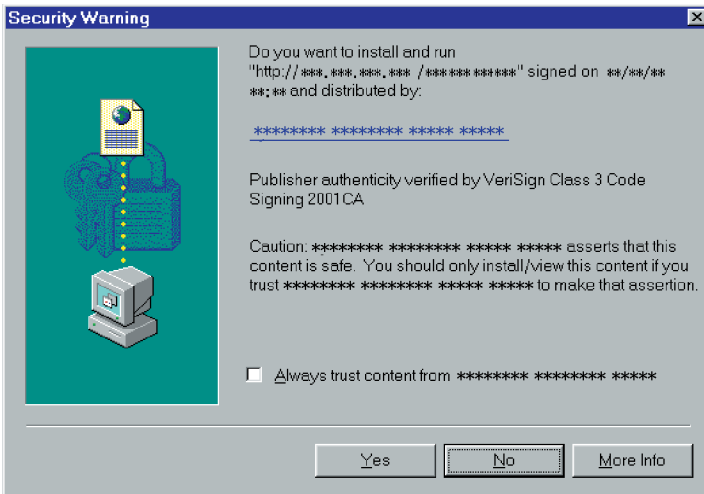 Security Warning
Do you want to install and run
"http://***.***.***.*** /************" signed on **/**/**
**:** and distributed by:
******** ******** ***** *****
Publisher authenticity verified by VeriSign Class 3 Code
Signing 2001CA
Caution: ******** ******** ***** ***** asserts that this
content is safe. You should only install/view this content if you
trust ******** ******** ***** ***** to make that assertion.
Always trust content from ******** ******** *****
Yes No More Info